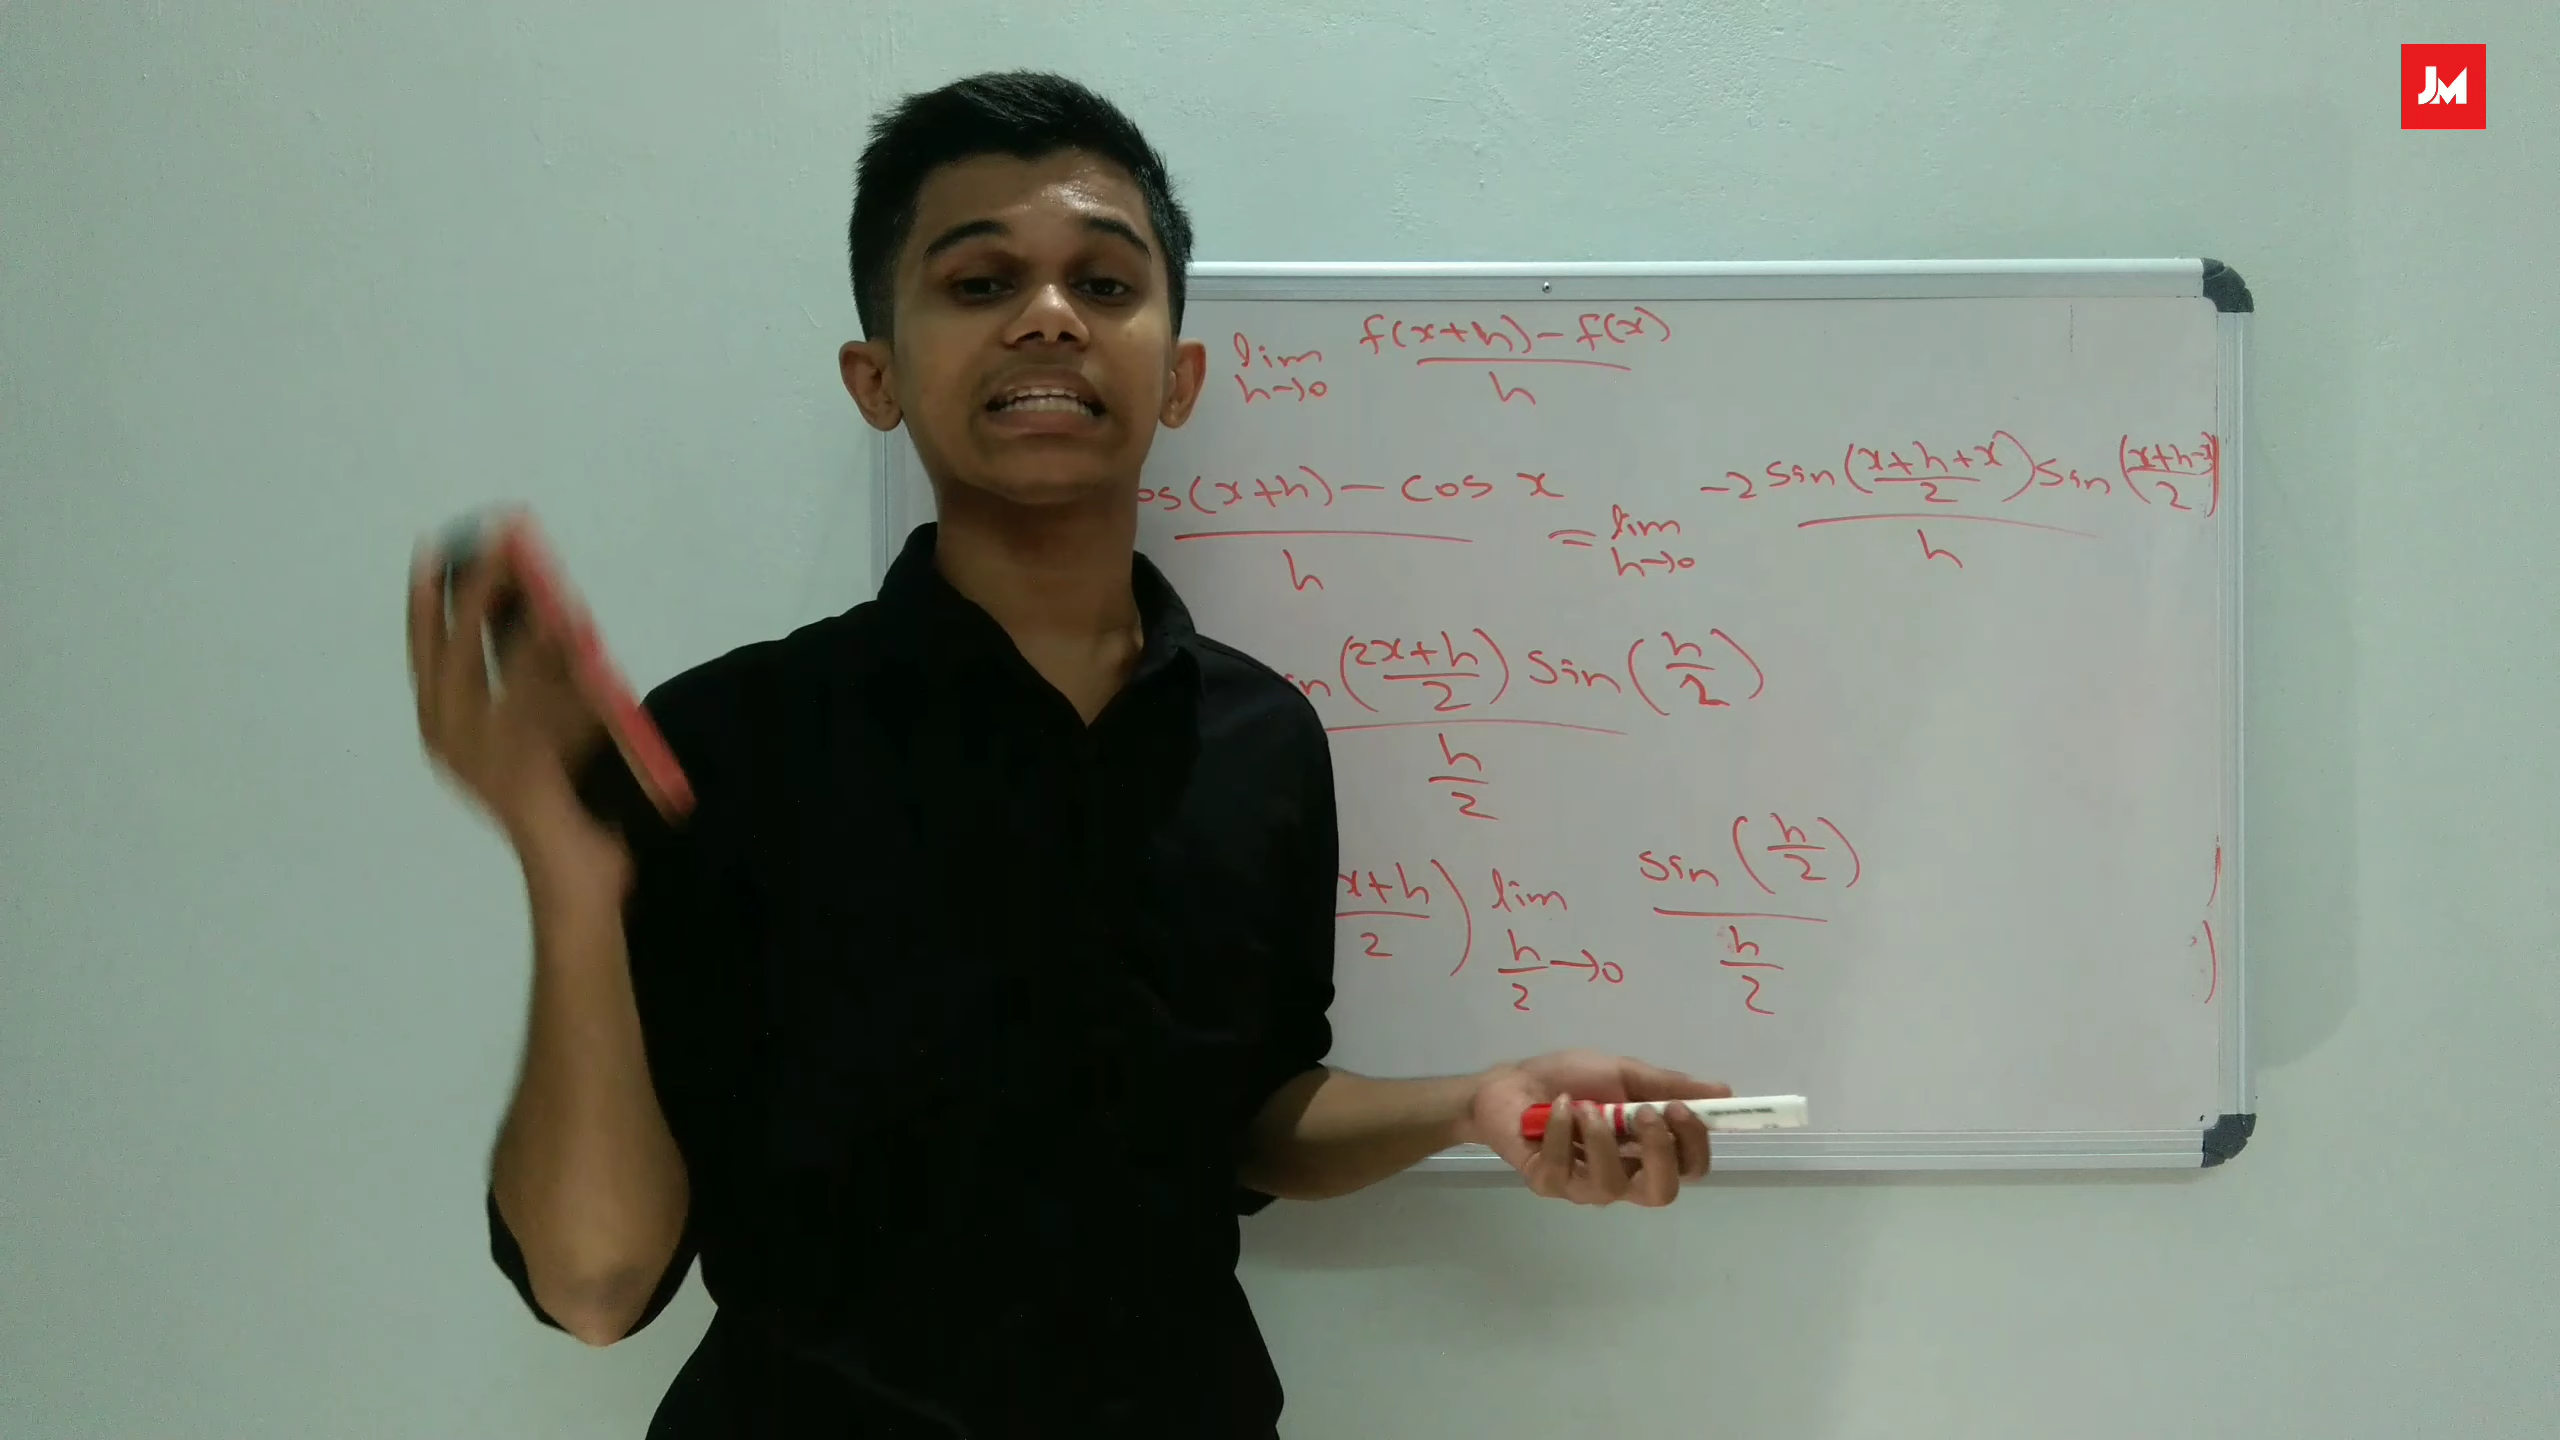 JM
lim h→0 f(x+h)-f(x) / h
os(x+h)-cos x / h = lim h→0 -2 sin(x+h+x / 2) sin(x+h-x / 2) / h
in(2x+h / 2) sin(h / 2) / h / 2
x+h / 2) lim h/2→0 sin(h / 2) / h / 2